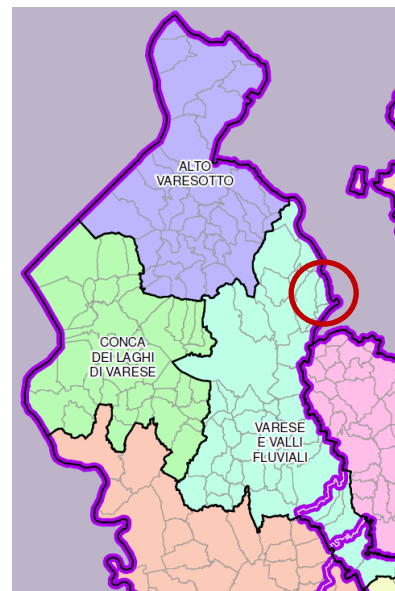 ALTO
VARESOTTO
CONCA
DEI LAGHI
DI VARESE
VARESE
E VALLI
FLUVIALI